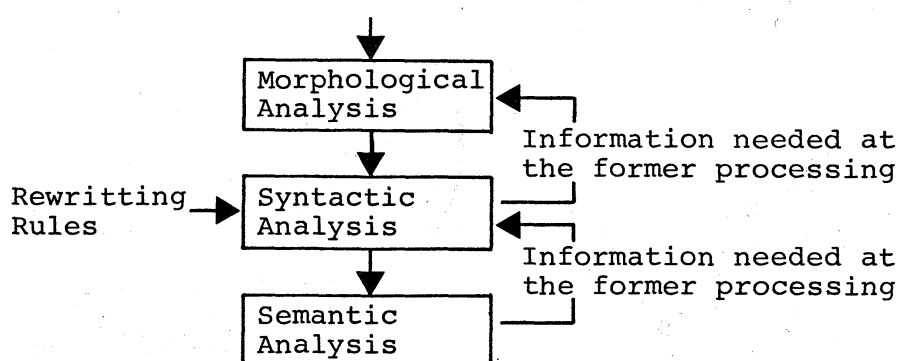 Morphological
Analysis
Information needed at
the former processing
Rewritting
Rules
Syntactic
Analysis
Information needed at
the former processing
Semantic
Analysis